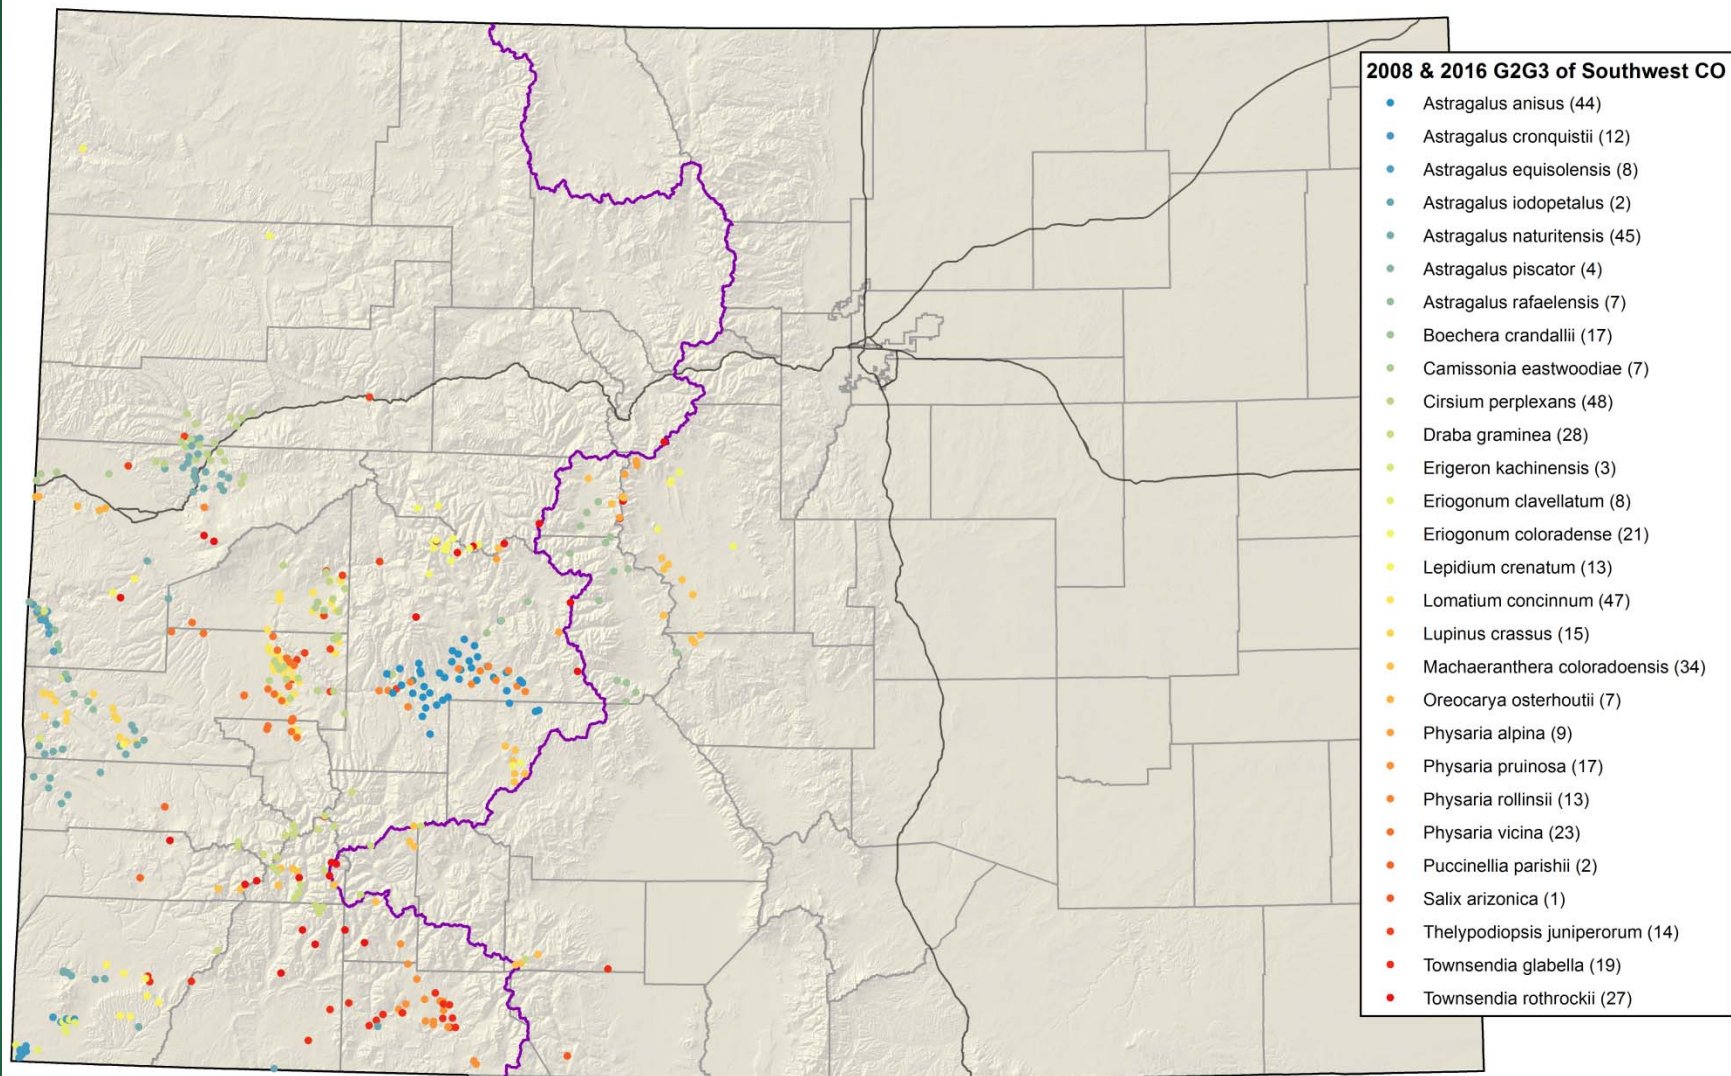 2008 & 2016 G2G3 of Southwest CO
Astragalus anisus (44)
Astragalus cronquistii (12)
Astragalus equisolensis (8)
Astragalus iodopetalus (2)
Astragalus naturitensis (45)
Astragalus piscator (4)
Astragalus rafaelensis (7)
Boechera crandallii (17)
Camissonia eastwoodiae (7)
Cirsium perplexans (48)
Draba graminea (28)
Erigeron kachinensis (3)
Eriogonum clavellatum (8)
Eriogonum coloradense (21)
Lepidium crenatum (13)
Lomatium concinnum (47)
Lupinus crassus (15)
Machaeranthera coloradoensis (34)
Oreocarya osterhoutii (7)
Physaria alpina (9)
Physaria pruinosa (17)
Physaria rollinsii (13)
Physaria vicina (23)
Puccinellia parishii (2)
Salix arizonica (1)
Thelypodiopsis juniperorum (14)
Townsendia glabella (19)
Townsendia rothrockii (27)